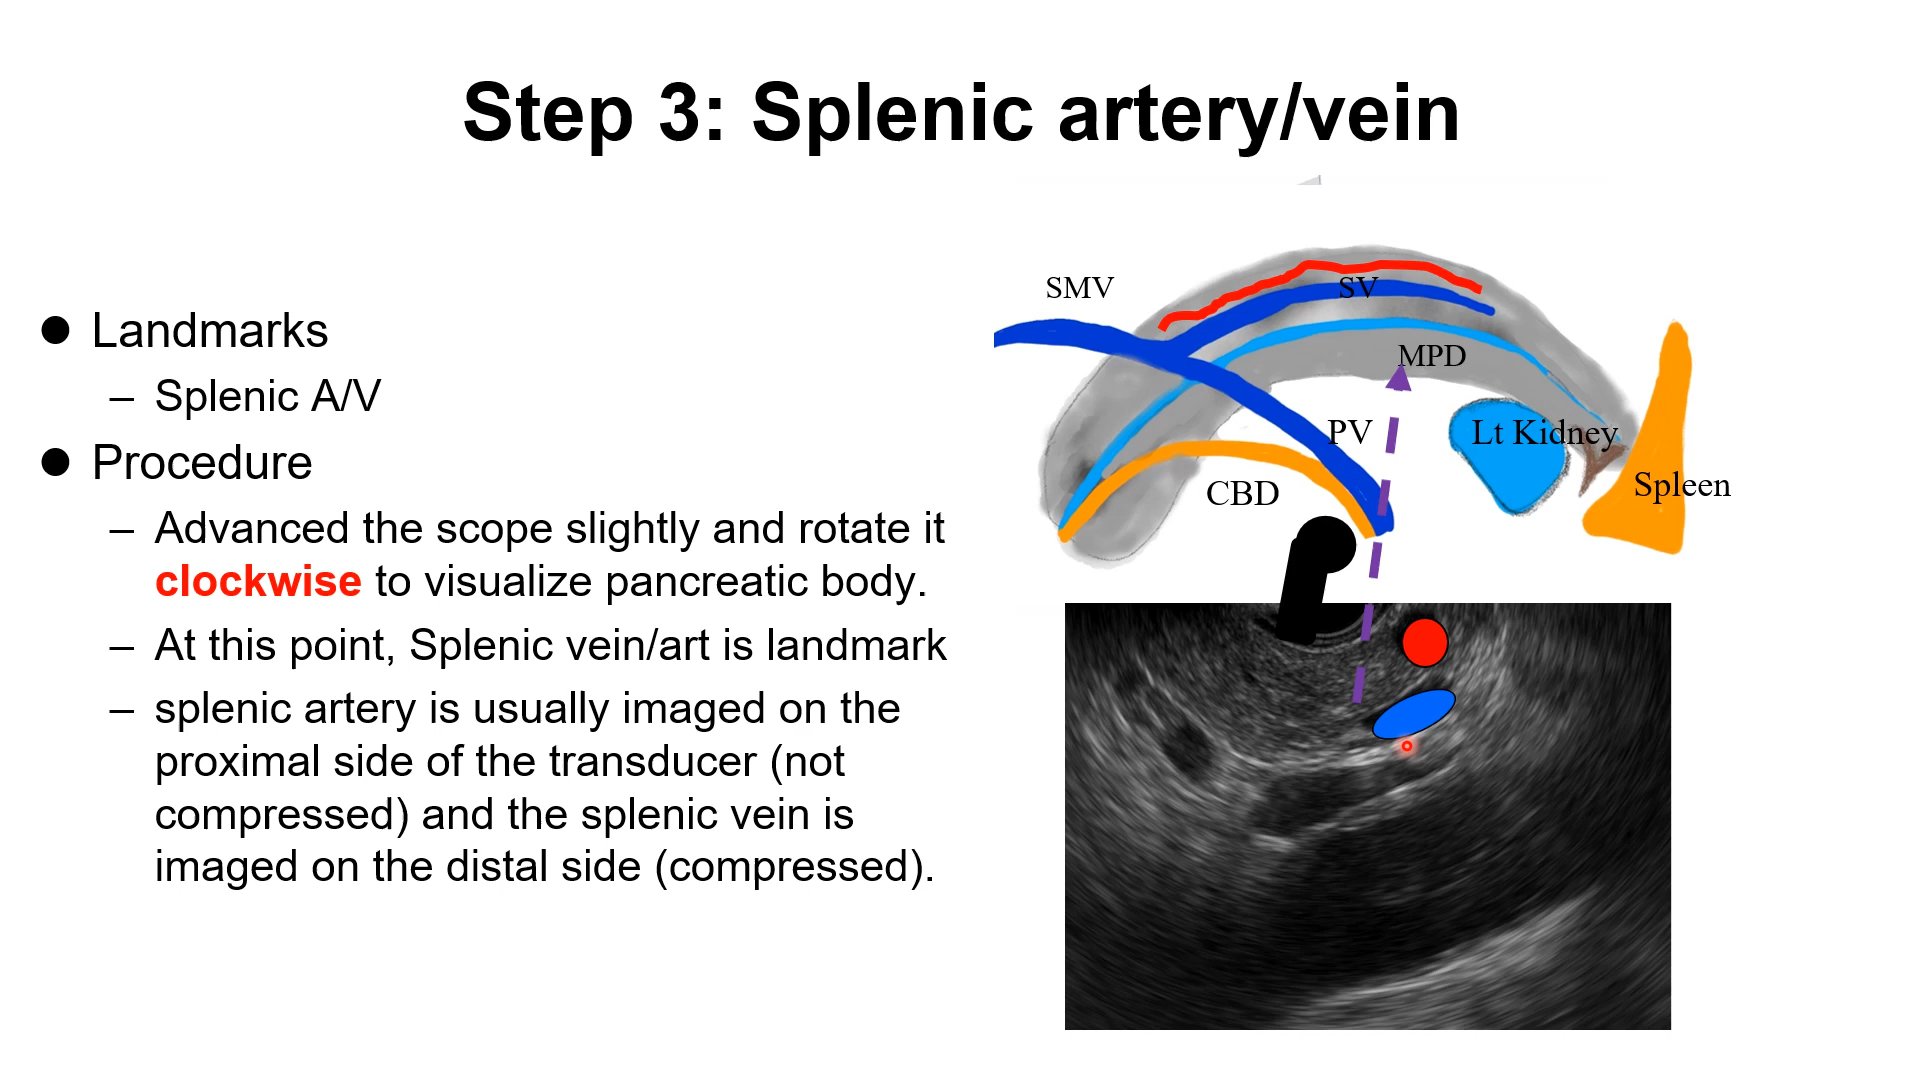 Step 3: Splenic artery/vein
● Landmarks
– Splenic A/V
● Procedure
– Advanced the scope slightly and rotate it
clockwise to visualize pancreatic body.
– At this point, Splenic vein/art is landmark
– splenic artery is usually imaged on the
proximal side of the transducer (not
compressed) and the splenic vein is
imaged on the distal side (compressed).
SMV
SV
MPD
PV
Lt Kidney
CBD
Spleen